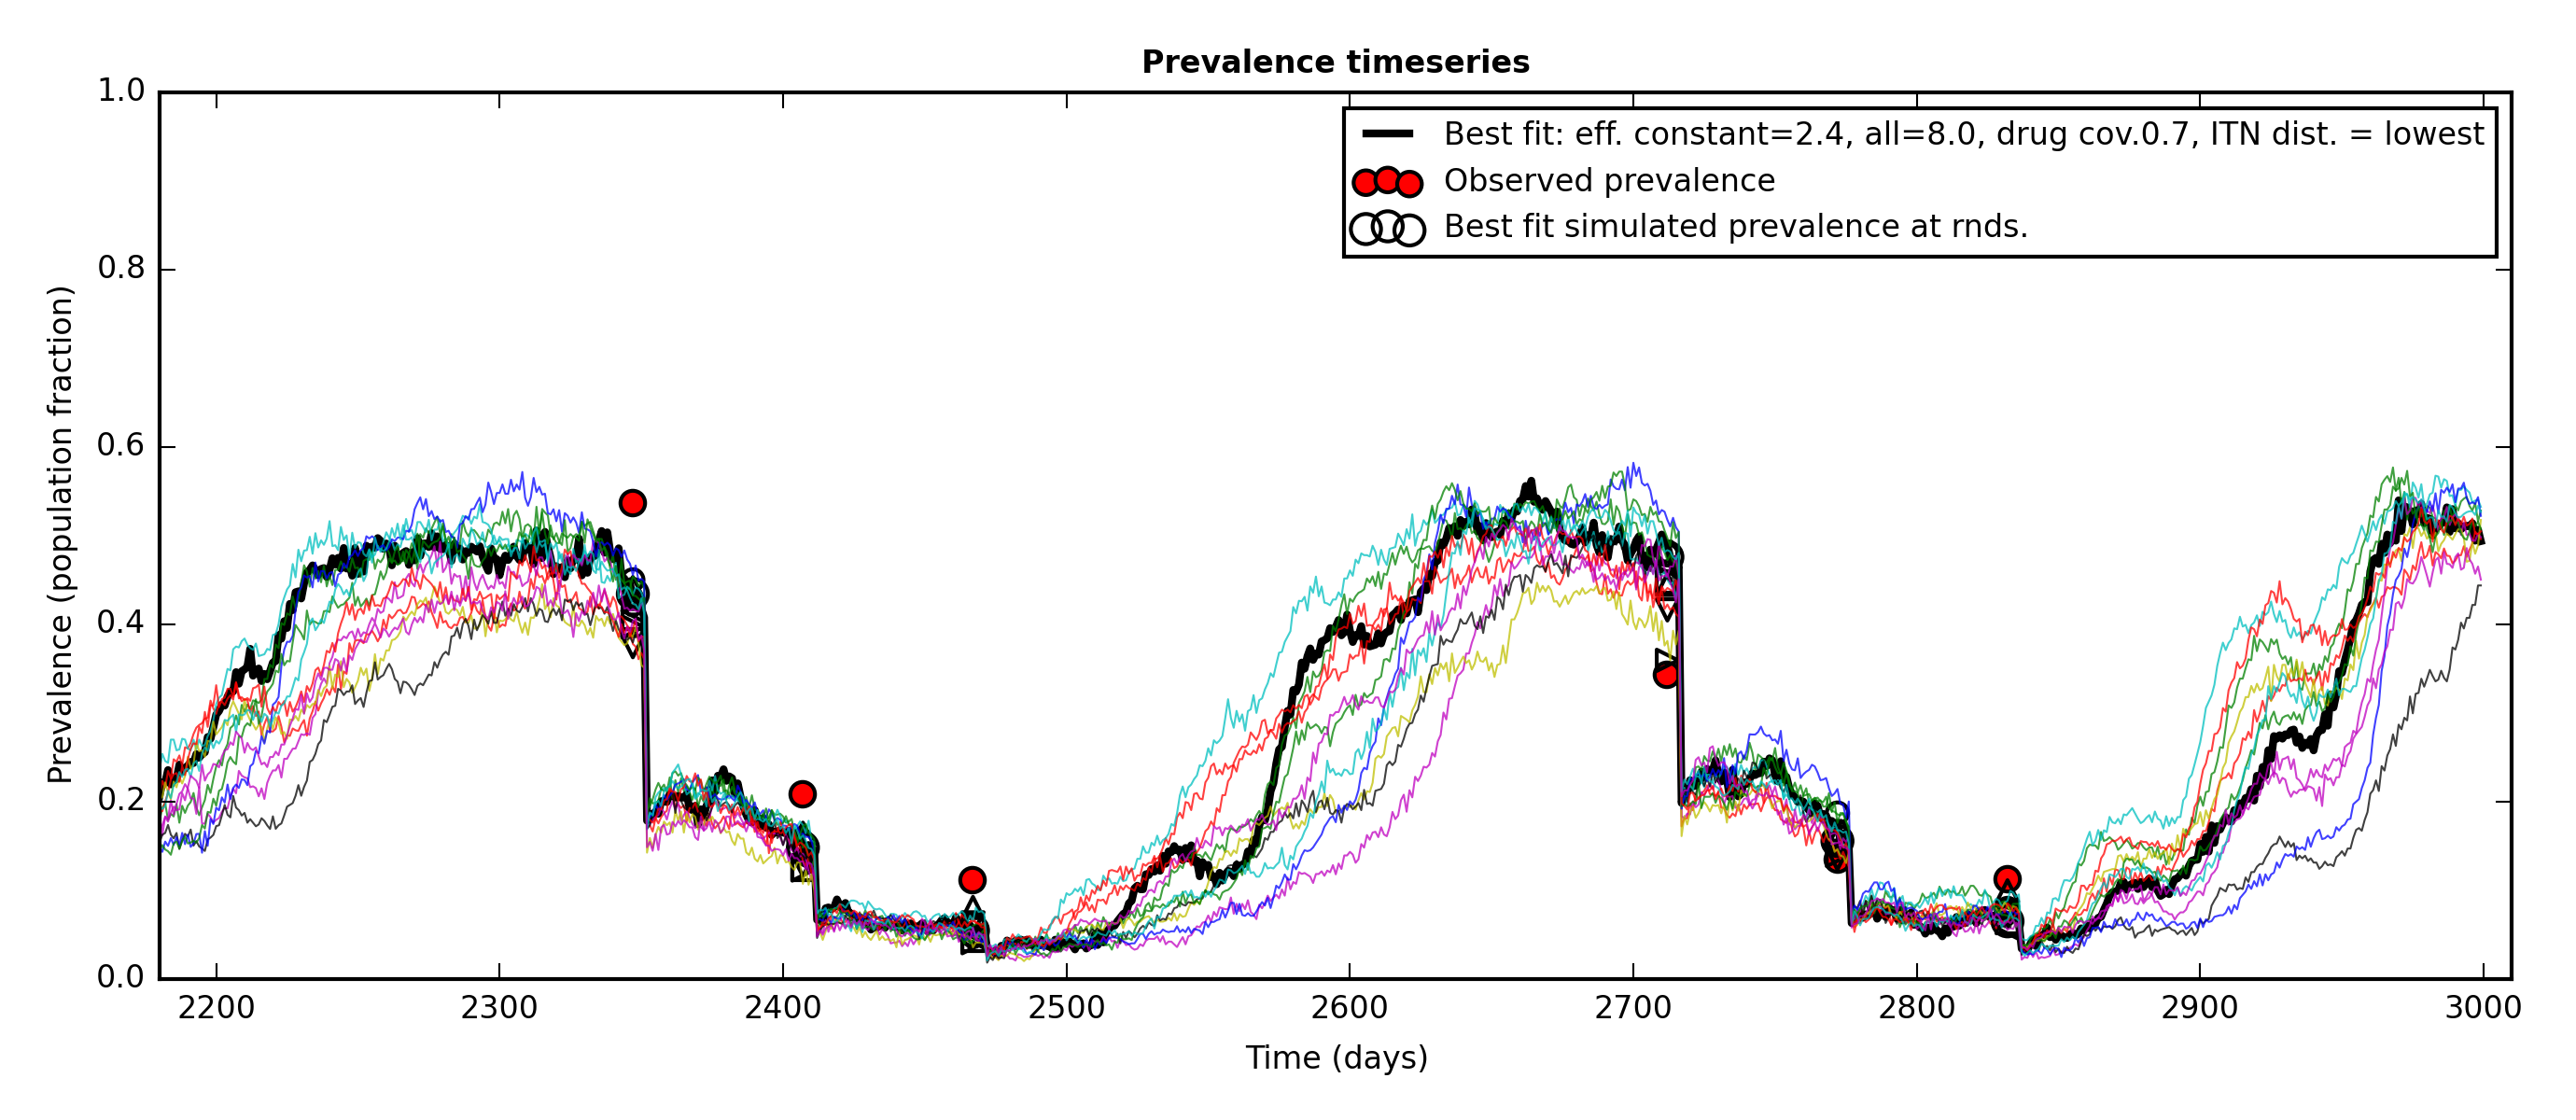 Prevalence timeseries
1.0
0.8
0.6
0.4
0.2
0.0
Prevalence (population fraction)
Best fit: eff. constant=2.4, all=8.0, drug cov.0.7, ITN dist. = lowest
Observed prevalence
Best fit simulated prevalence at rnds.
2200 2300 2400 2500 2600 2700 2800 2900 3000
Time (days)